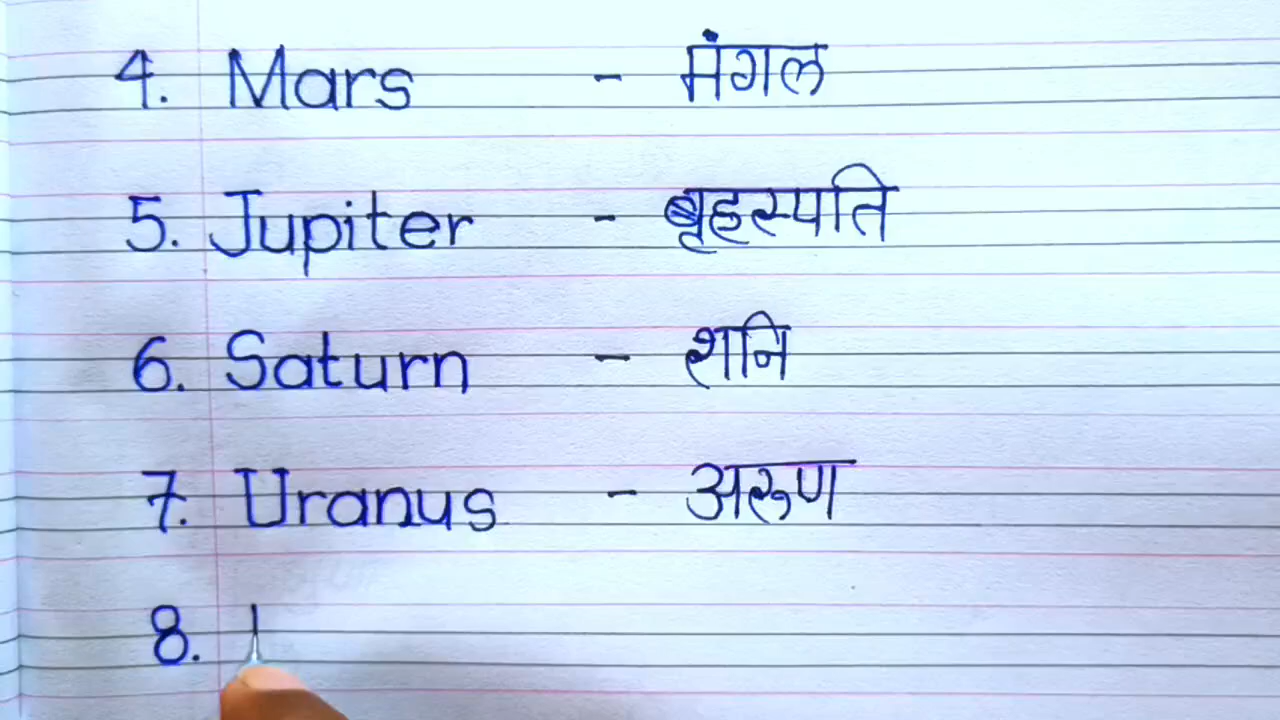 4. Mars - मंगल
5. Jupiter - बृहस्पति
6. Saturn - शनि
7. Uranus - अरूण
8.